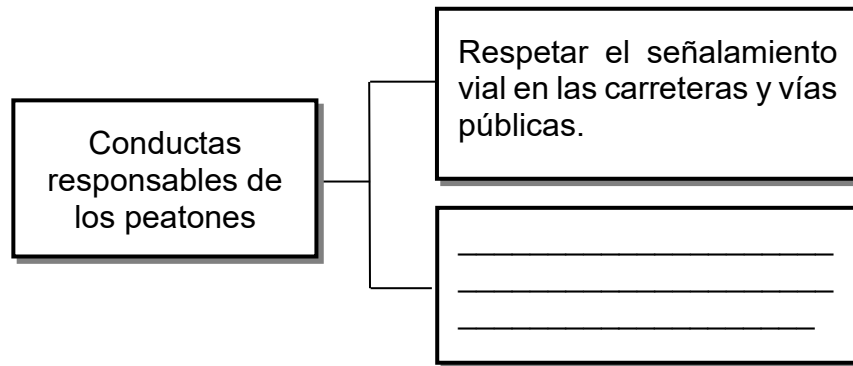 Conductas
responsables de
los peatones
Respetar el señalamiento
vial en las carreteras y vías
públicas.